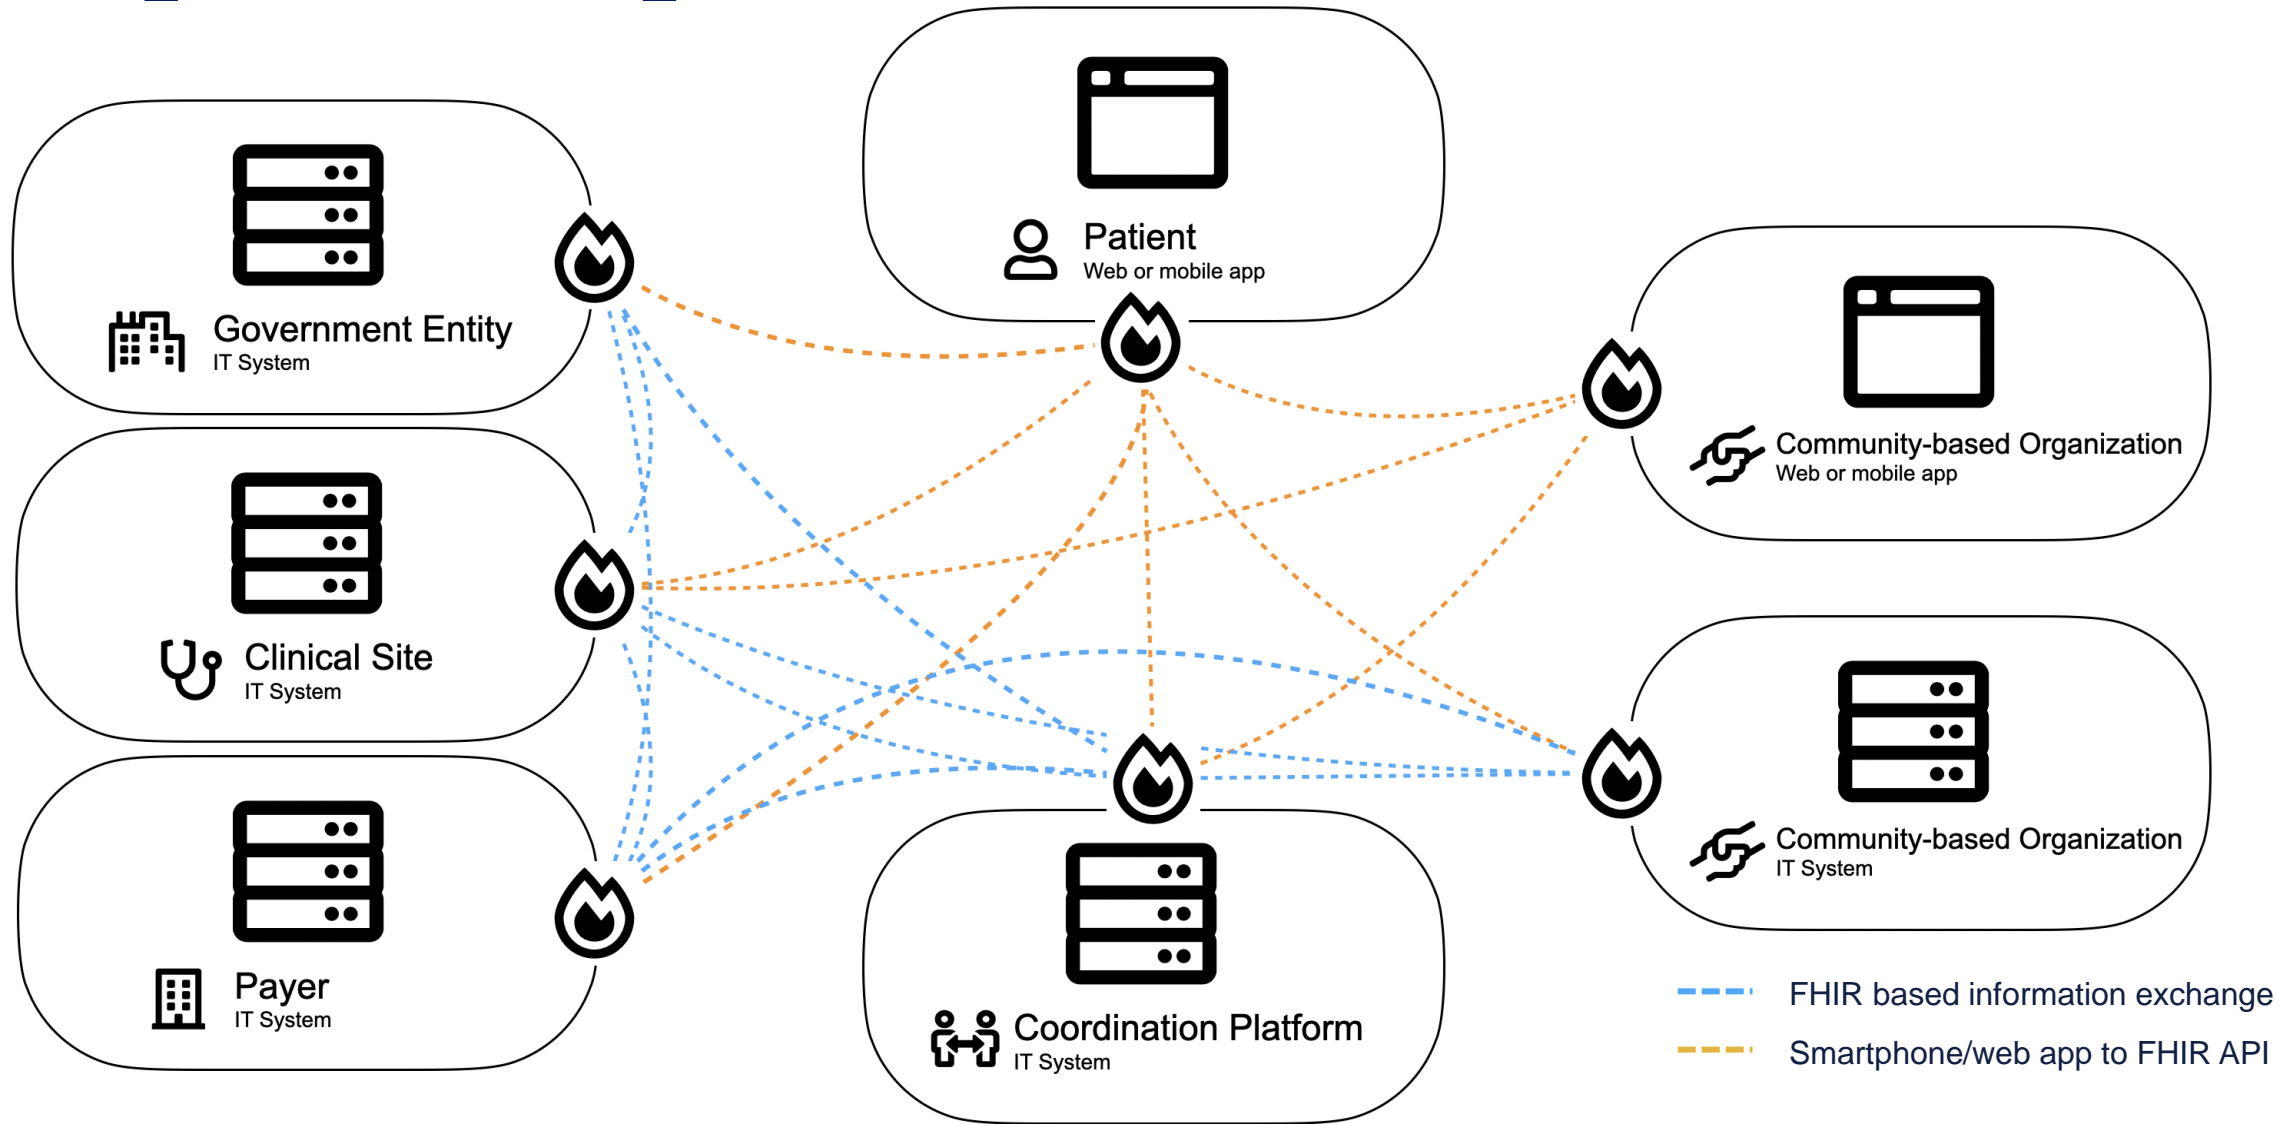 Patient
Web or mobile app
Government Entity
IT System
Community-based Organization
Web or mobile app
Clinical Site
IT System
Community-based Organization
IT System
Payer
IT System
Coordination Platform
IT System
FHIR based information exchange
Smartphone/web app to FHIR API